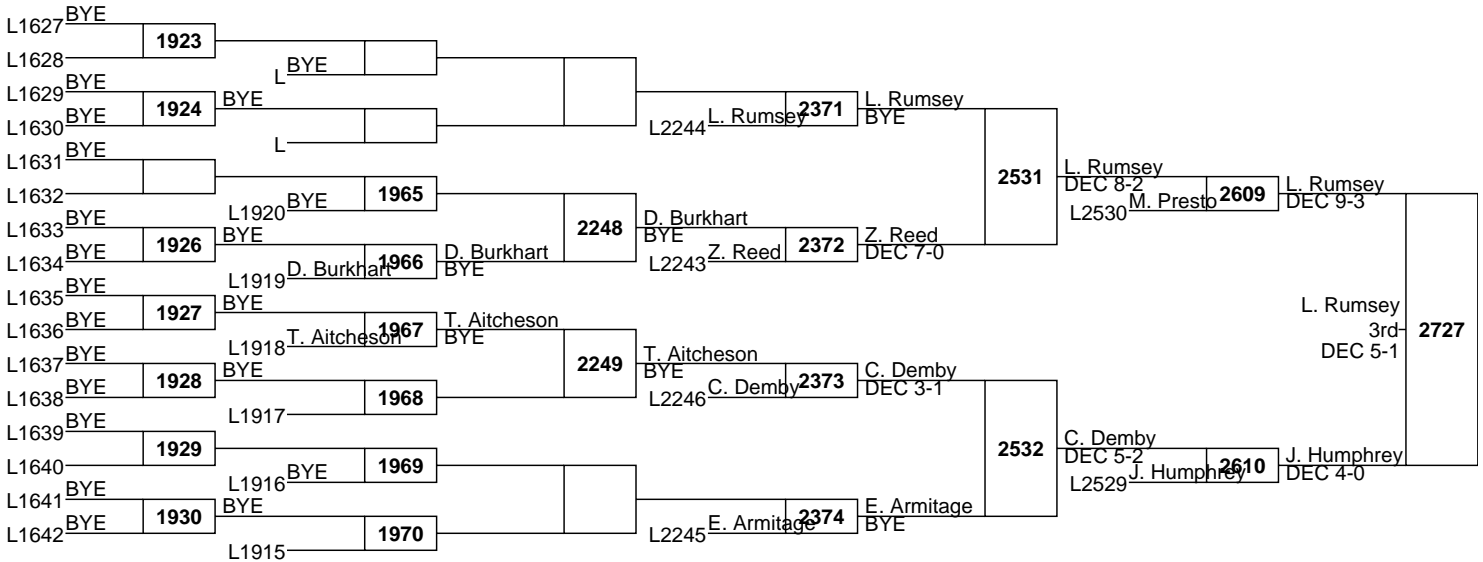 BYE
L1627
1923
L1628
BYE
L
BYE
L1629
1924
BYE
BYE
L1630
L
L. Rumsey
L2244
2371
L. Rumsey
BYE
BYE
L1631
L1632
BYE
L1920
1965
2531
L. Rumsey
DEC 8-2
M. Presto
L2530
2609
L. Rumsey
DEC 9-3
BYE
L1633
1926
BYE
BYE
L1634
D. Burkhart
L1919
1966
D. Burkhart
BYE
2248
D. Burkhart
BYE
Z. Reed
L2243
2372
Z. Reed
DEC 7-0
BYE
L1635
1927
BYE
BYE
L1636
T. Aitcheson
L1918
1967
T. Aitcheson
BYE
L. Rumsey
3rd
DEC 5-1
2727
BYE
L1637
1928
BYE
BYE
L1638
L1917
1968
2249
T. Aitcheson
BYE
C. Demby
L2246
2373
C. Demby
DEC 3-1
BYE
L1639
1929
L1640
BYE
L1916
1969
2532
C. Demby
DEC 5-2
J. Humphrey
L2529
2610
J. Humphrey
DEC 4-0
BYE
L1641
1930
BYE
BYE
L1642
L1915
1970
E. Armitage
L2245
2374
E. Armitage
BYE